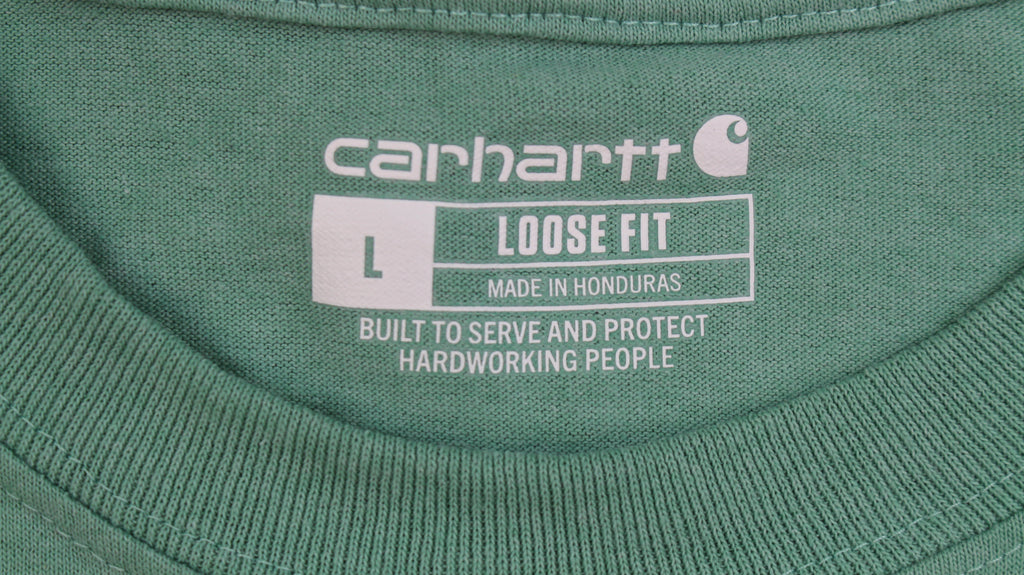 carhartt
L
LOOSE FIT
MADE IN HONDURAS
BUILT TO SERVE AND PROTECT
HARDWORKING PEOPLE